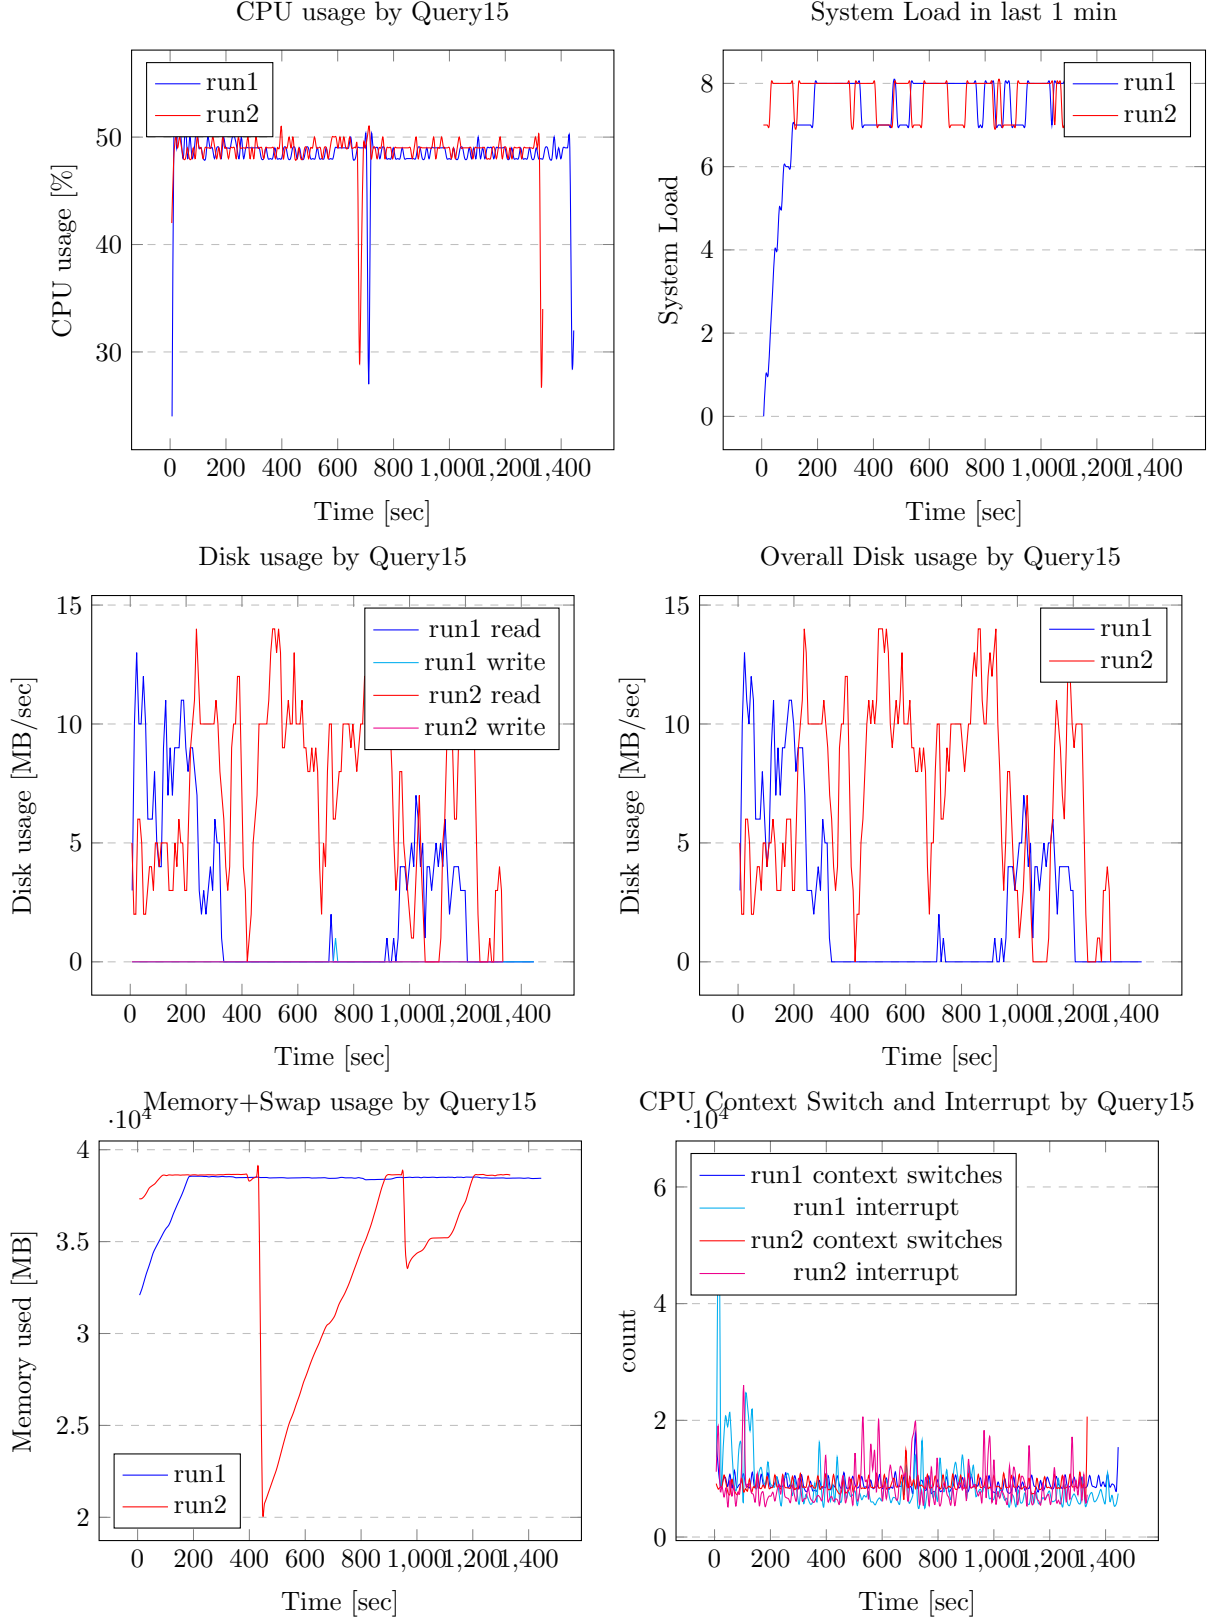 CPU usage by Query15
run1
run2
50
40
30
CPU usage [%]
0 200 400 600 800 1,000 1,200 1,400
Time [sec]
System Load in last 1 min
run1
run2
8
6
4
2
0
System Load
0 200 400 600 800 1,000 1,200 1,400
Time [sec]
Disk usage by Query15
run1 read
run1 write
run2 read
run2 write
15
10
5
0
Disk usage [MB/sec]
0 200 400 600 800 1,000 1,200 1,400
Time [sec]
Overall Disk usage by Query15
run1
run2
15
10
5
0
Disk usage [MB/sec]
0 200 400 600 800 1,000 1,200 1,400
Time [sec]
Memory+Swap usage by Query15
·10⁴
4
3.5
3
2.5
2
Memory used [MB]
run1
run2
0 200 400 600 800 1,000 1,200 1,400
Time [sec]
CPU Context Switch and Interrupt by Query15
·10⁴
run1 context switches
run1 interrupt
run2 context switches
run2 interrupt
6
4
2
0
count
0 200 400 600 800 1,000 1,200 1,400
Time [sec]